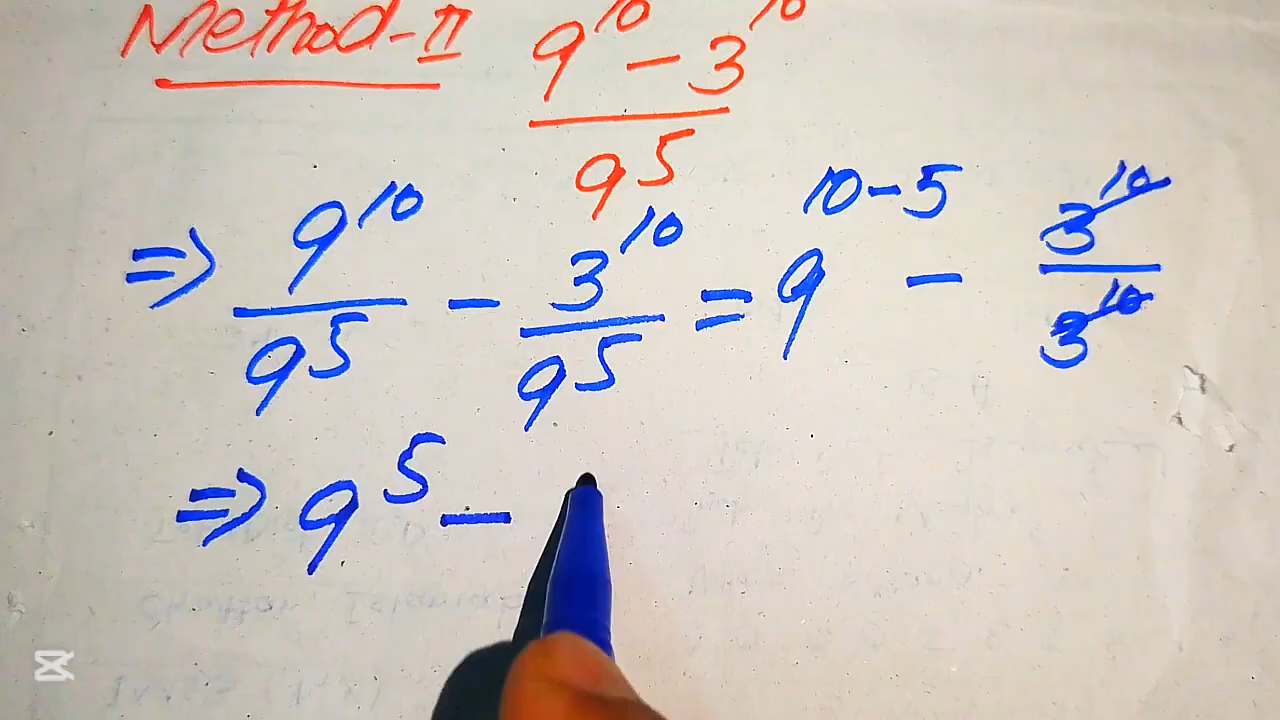 Method-II 9^10 - 3^10 / 9^5
⇒ 9^10 / 9^5 - 3^10 / 9^5 = 9^10-5 - 3^10 / 3^10
⇒ 9^5 -